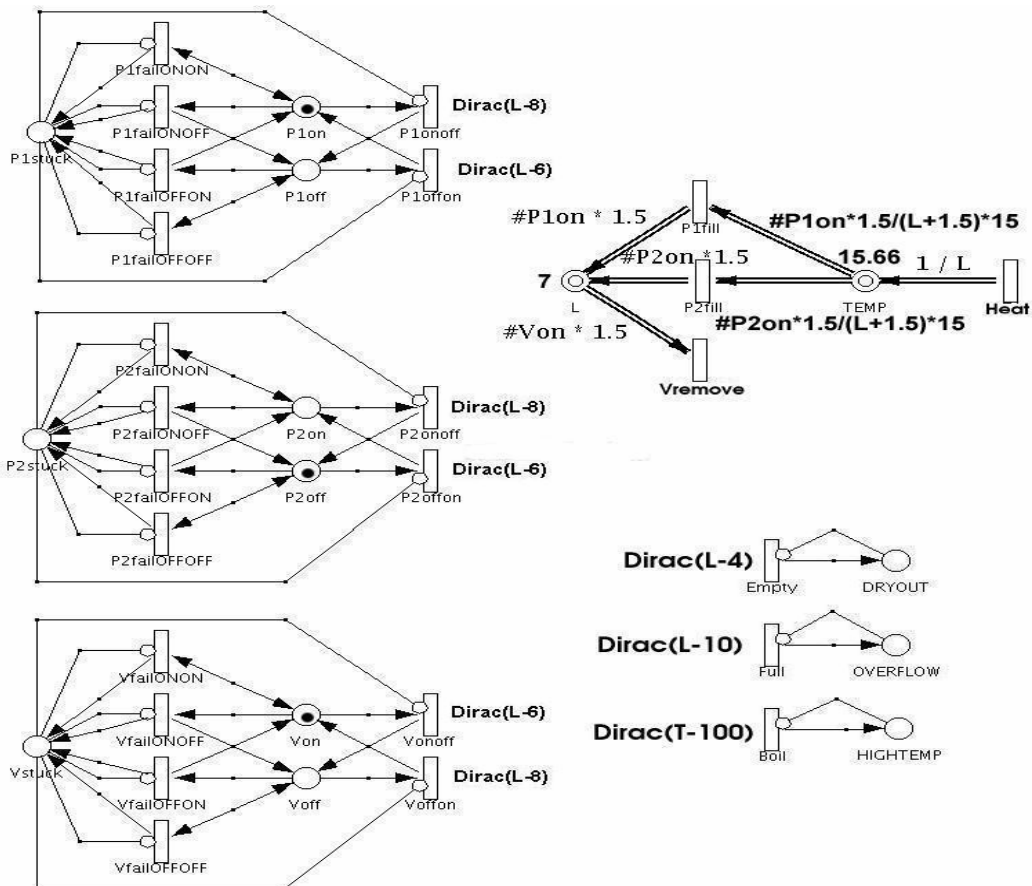 P1failONON
P1failONOFF
P1failOFFON
P1failOFFOFF
P1stuck
P1on
P1off
P1onoff
P1offon
Dirac(L-8)
Dirac(L-6)
P2failONON
P2failONOFF
P2failOFFON
P2failOFFOFF
P2stuck
P2on
P2off
P2onoff
P2offon
Dirac(L-8)
Dirac(L-6)
VfailONON
VfailONOFF
VfailOFFON
VfailOFFOFF
Vstuck
Von
Voff
Vonoff
Voffon
Dirac(L-6)
Dirac(L-8)
#P1on * 1.5
P1fill
#P1on*1.5/(L+1.5)*15
#P2on *1.5
15.66
1 / L
7
L
P2fill
TEMP
Heat
#Von * 1.5
#P2on*1.5/(L+1.5)*15
Vremove
Dirac(L-4)
Empty
DRYOUT
Dirac(L-10)
Full
OVERFLOW
Dirac(T-100)
Boil
HIGHTEMP